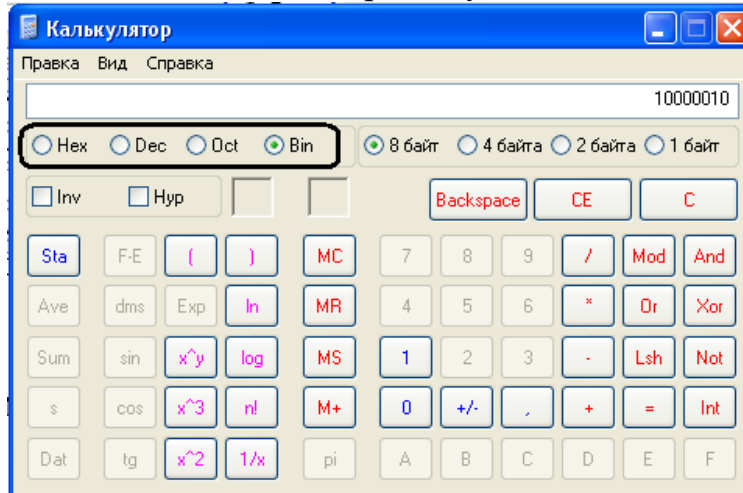 Калькулятор
Правка Вид Справка
10000010
Hex Dec Oct Bin 8 байт 4 байта 2 байта 1 байт
Inv Hyp Backspace CE C
Sta F-E ( ) MC 7 8 9 / Mod And
Ave dms Exp ln MR 4 5 6 * Or Xor
Sum sin x^y log MS 1 2 3 - Lsh Not
s cos x^3 n! M+ 0 +/- , + = Int
Dat tg x^2 1/x pi A B C D E F